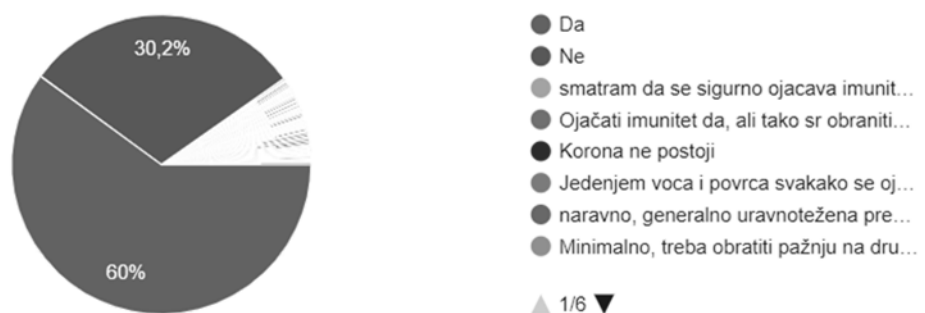 30,2%
60%
Da
Ne
smatram da se sigurno ojacava imunit...
Ojačati imunitet da, ali tako sr obraniti...
Korona ne postoji
Jedenjem voca i povrca svakako se oj...
naravno, generalno uravnotežena pre...
Minimalno, treba obratiti pažnju na dru...
1/6